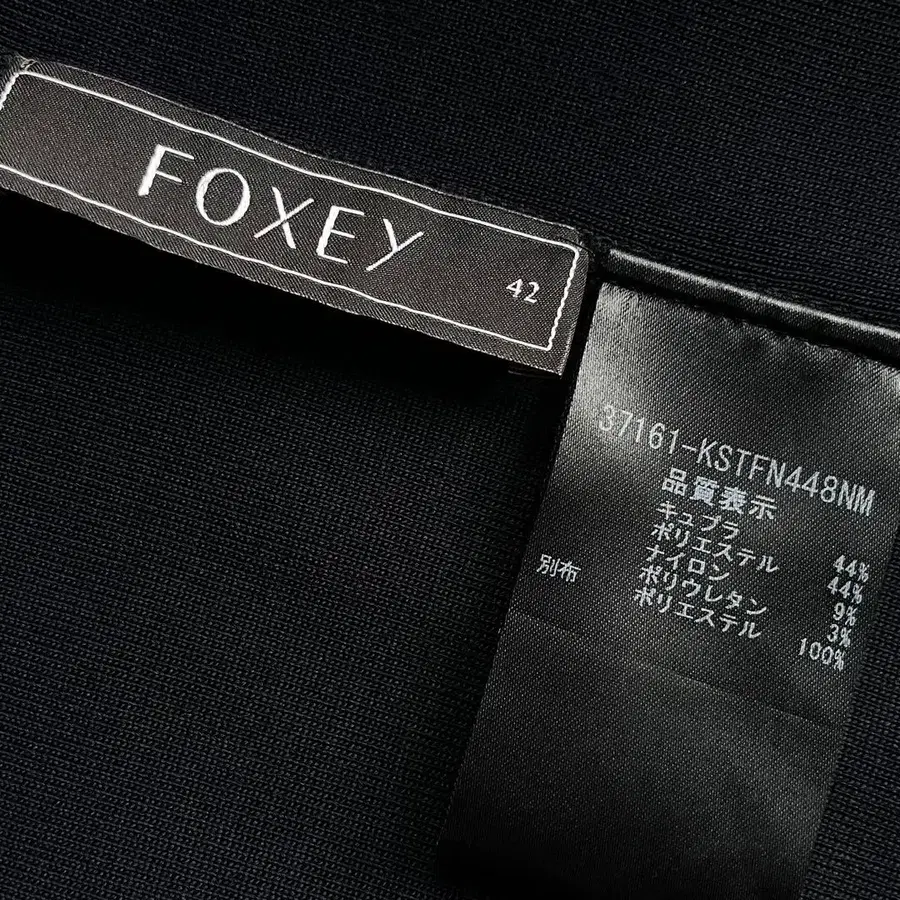 FOXEY
42
37161-KSTFN448NM
品質表示
キュプラ 44%
ポリエステル 44%
ナイロン 9%
ポリウレタン 3%
別布 ポリエステル 100%